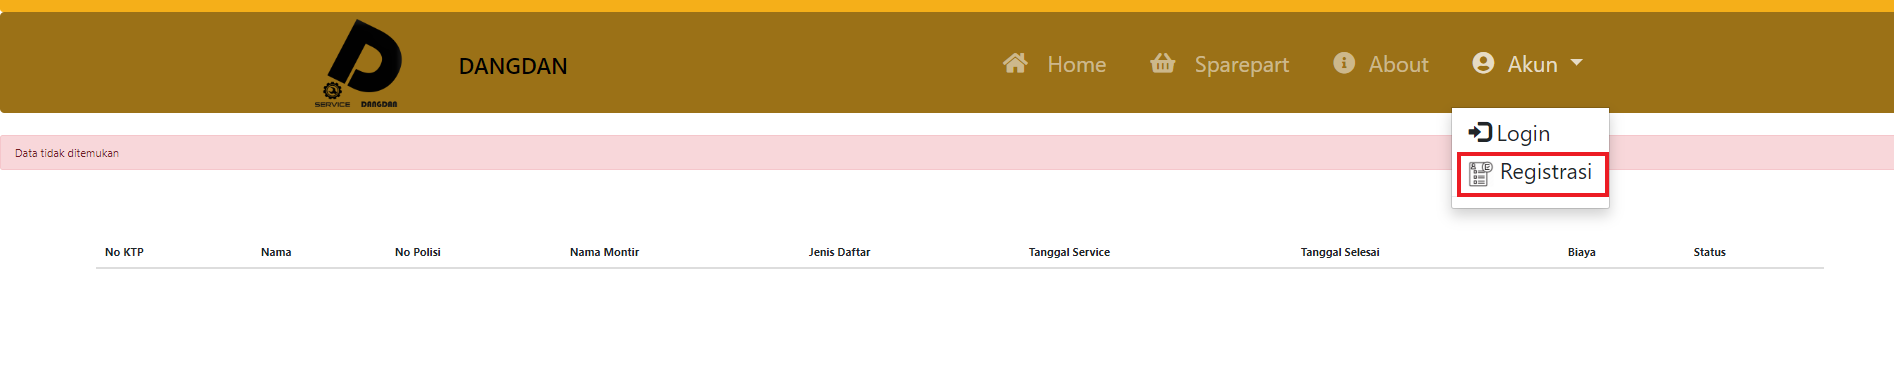 SERVICE DANGDAN
DANGDAN
Home
Sparepart
About
Akun
Login
Registrasi
Data tidak ditemukan
No KTP Nama No Polisi Nama Montir Jenis Daftar Tanggal Service Tanggal Selesai Biaya Status